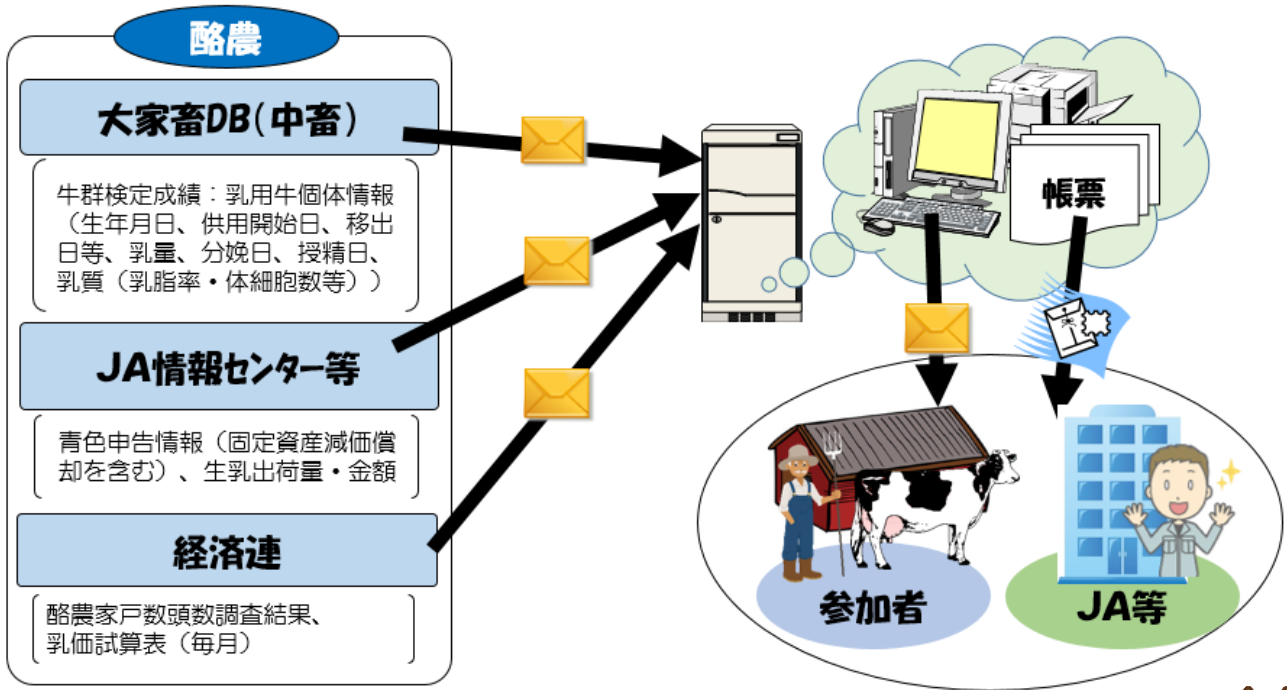 酪農
大家畜DB(中畜)
牛群検定成績：乳用牛個体情報
（生年月日、供用開始日、移出
日等、乳量、分娩日、授精日、
乳質（乳脂率・体細胞数等））
JA情報センター等
青色申告情報（固定資産減価償
却を含む）、生乳出荷量・金額
経済連
酪農家戸数頭数調査結果、
乳価試算表（毎月）
帳票
参加者
JA等